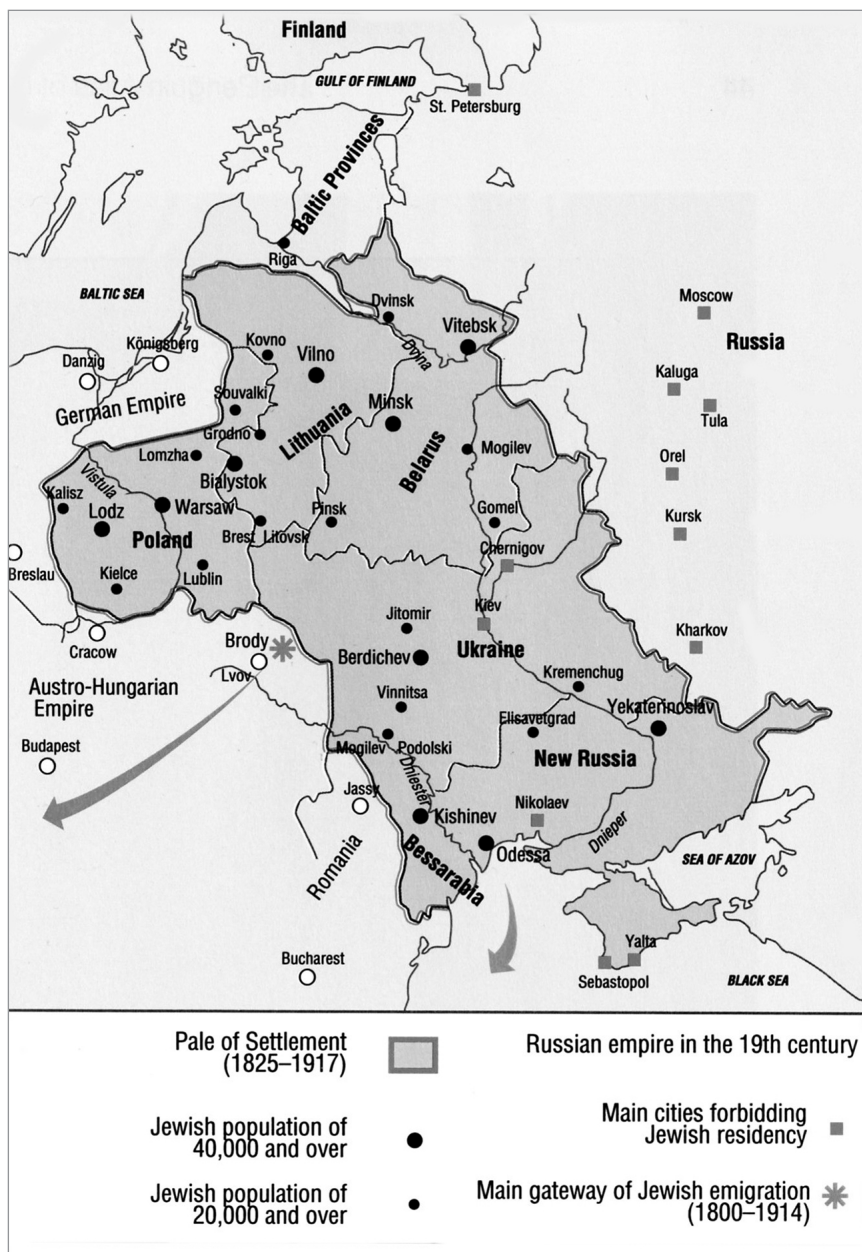 Finland
GULF OF FINLAND
St. Petersburg
Baltic Provinces
Riga
BALTIC SEA
Dvinsk
Moscow
Vitebsk
Russia
Königsberg
Kovno
Dvina
Danzig
Vilno
Kaluga
German Empire
Souvalki
Tula
Minsk
Lithuania
Grodno
Belarus
Mogilev
Lomzha
Orel
Bialystok
Vistula
Kalisz
Warsaw
Pinsk
Gomel
Lodz
Kursk
Poland
Brest Litovsk
Chernigov
Breslau
Kielce
Lublin
Kiev
Jitomir
Kharkov
Cracow
Brody
Ukraine
Berdichev
Lvov
Kremenchug
Austro-Hungarian
Empire
Vinnitsa
Yekaterinoslav
Elisavetgrad
Budapest
Mogilev Podolski
New Russia
Dniester
Jassy
Nikolaev
Kishinev
Dnieper
Odessa
Romania
Bessarabia
SEA OF AZOV
Yalta
Bucharest
Sebastopol
BLACK SEA
Pale of Settlement
(1825–1917)
Russian empire in the 19th century
Jewish population of
40,000 and over
Main cities forbidding
Jewish residency
Jewish population of
20,000 and over
Main gateway of Jewish emigration
(1800–1914)